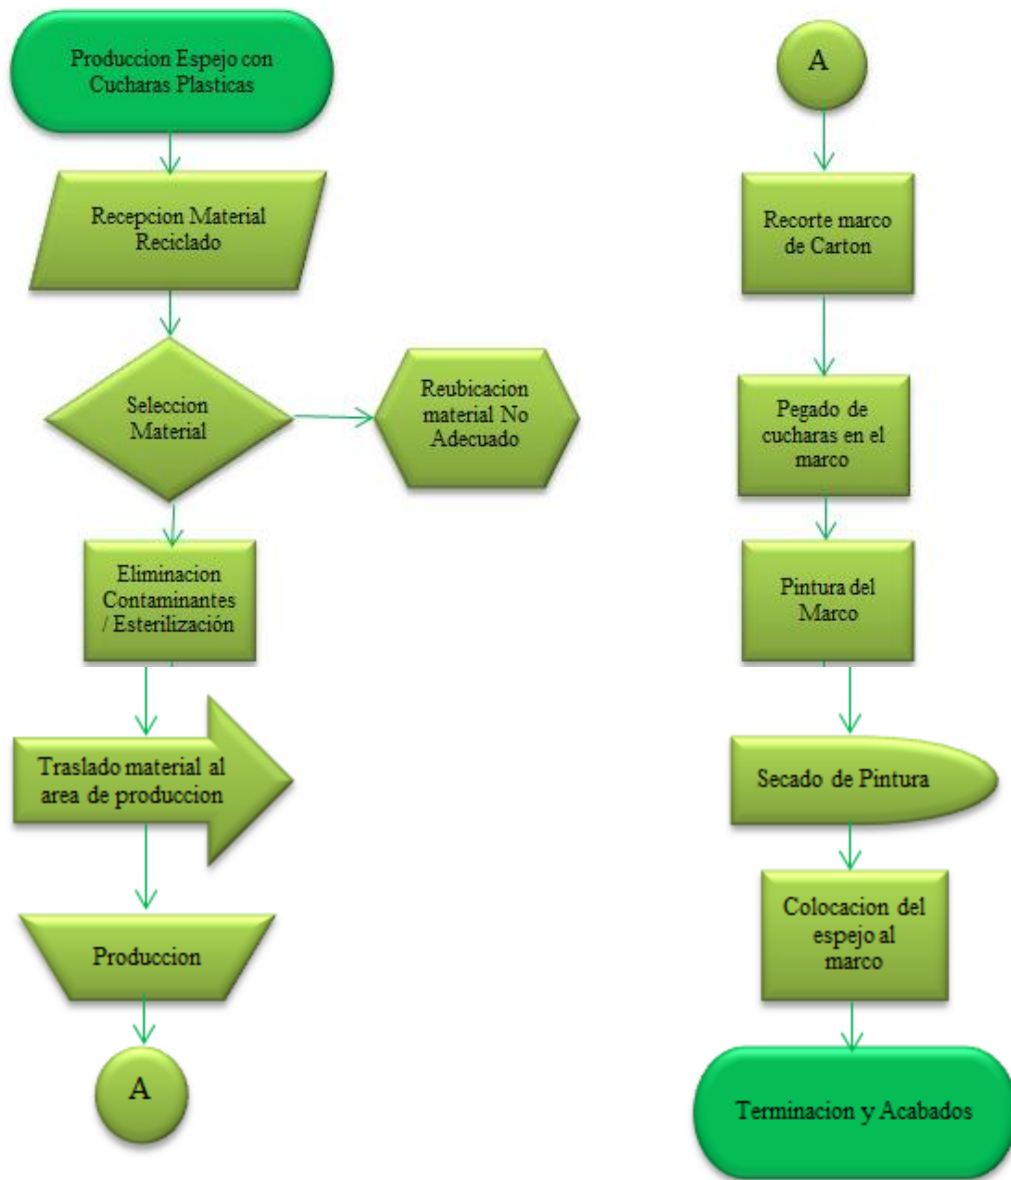 Produccion Espejo con
Cucharas Plasticas
Recepcion Material
Reciclado
Seleccion
Material
Reubicacion
material No
Adecuado
Eliminacion
Contaminantes
/ Esterilización
Traslado material al
area de produccion
Produccion
A
A
Recorte marco
de Carton
Pegado de
cucharas en el
marco
Pintura del
Marco
Secado de Pintura
Colocacion del
espejo al
marco
Terminacion y Acabados